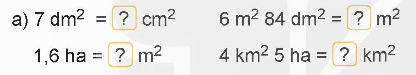 a) 7 dm² = ? cm² 6 m² 84 dm² = ? m²
1,6 ha = ? m² 4 km² 5 ha = ? km²